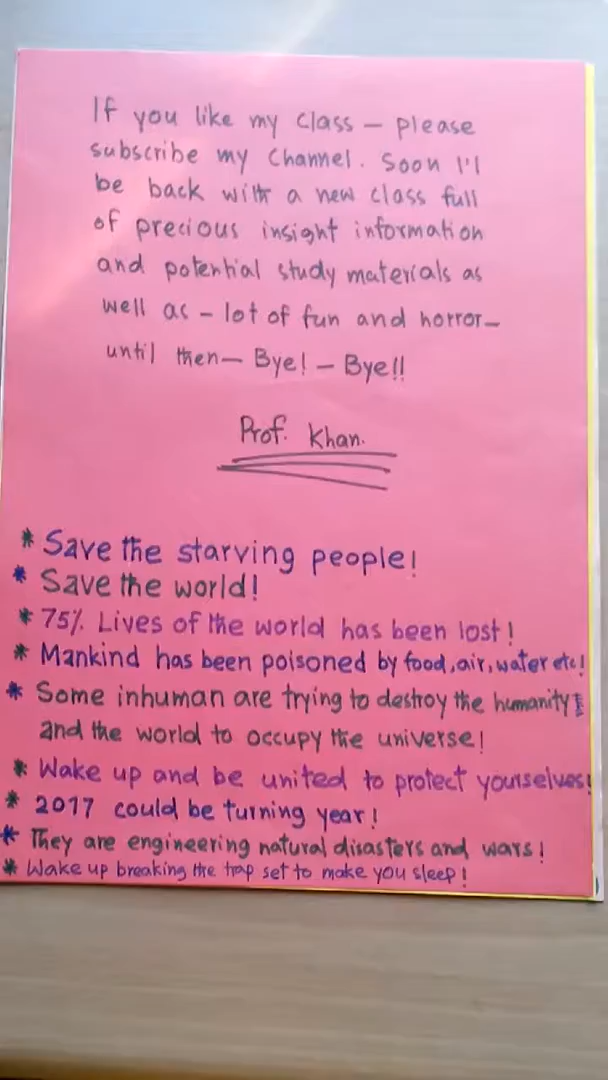 If you like my class – please
subscribe my Channel. Soon I'll
be back with a new class full
of precious insight information
and potential study materials as
well as – lot of fun and horror –
until then – Bye! – Bye!!
Prof. Khan.
* Save the starving people!
* Save the world!
* 75% Lives of the world has been lost!
* Mankind has been poisoned by food, air, water etc!
* Some inhuman are trying to destroy the humanity
and the world to occupy the universe!
* Wake up and be united to protect yourselves!
* 2017 could be turning year!
* They are engineering natural disasters and wars!
* Wake up breaking the trap set to make you sleep!